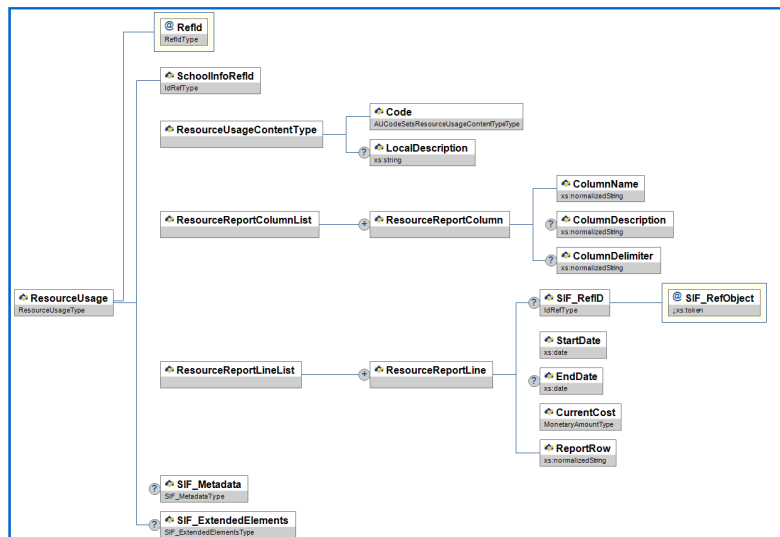 @ RefId
RefIdType
SchoolInfoRefId
IdRefType
ResourceUsageContentType
Code
AUCodeSetsResourceUsageContentTypeType
? LocalDescription
xs:string
ResourceReportColumnList
+ ResourceReportColumn
ColumnName
xs:normalizedString
? ColumnDescription
xs:normalizedString
? ColumnDelimiter
xs:normalizedString
ResourceUsage
ResourceUsageType
ResourceReportLineList
+ ResourceReportLine
? SIF_RefID
IdRefType
@ SIF_RefObject
xs:token
StartDate
xs:date
? EndDate
xs:date
CurrentCost
MonetaryAmountType
ReportRow
xs:normalizedString
? SIF_Metadata
SIF_MetadataType
? SIF_ExtendedElements
SIF_ExtendedElementsType